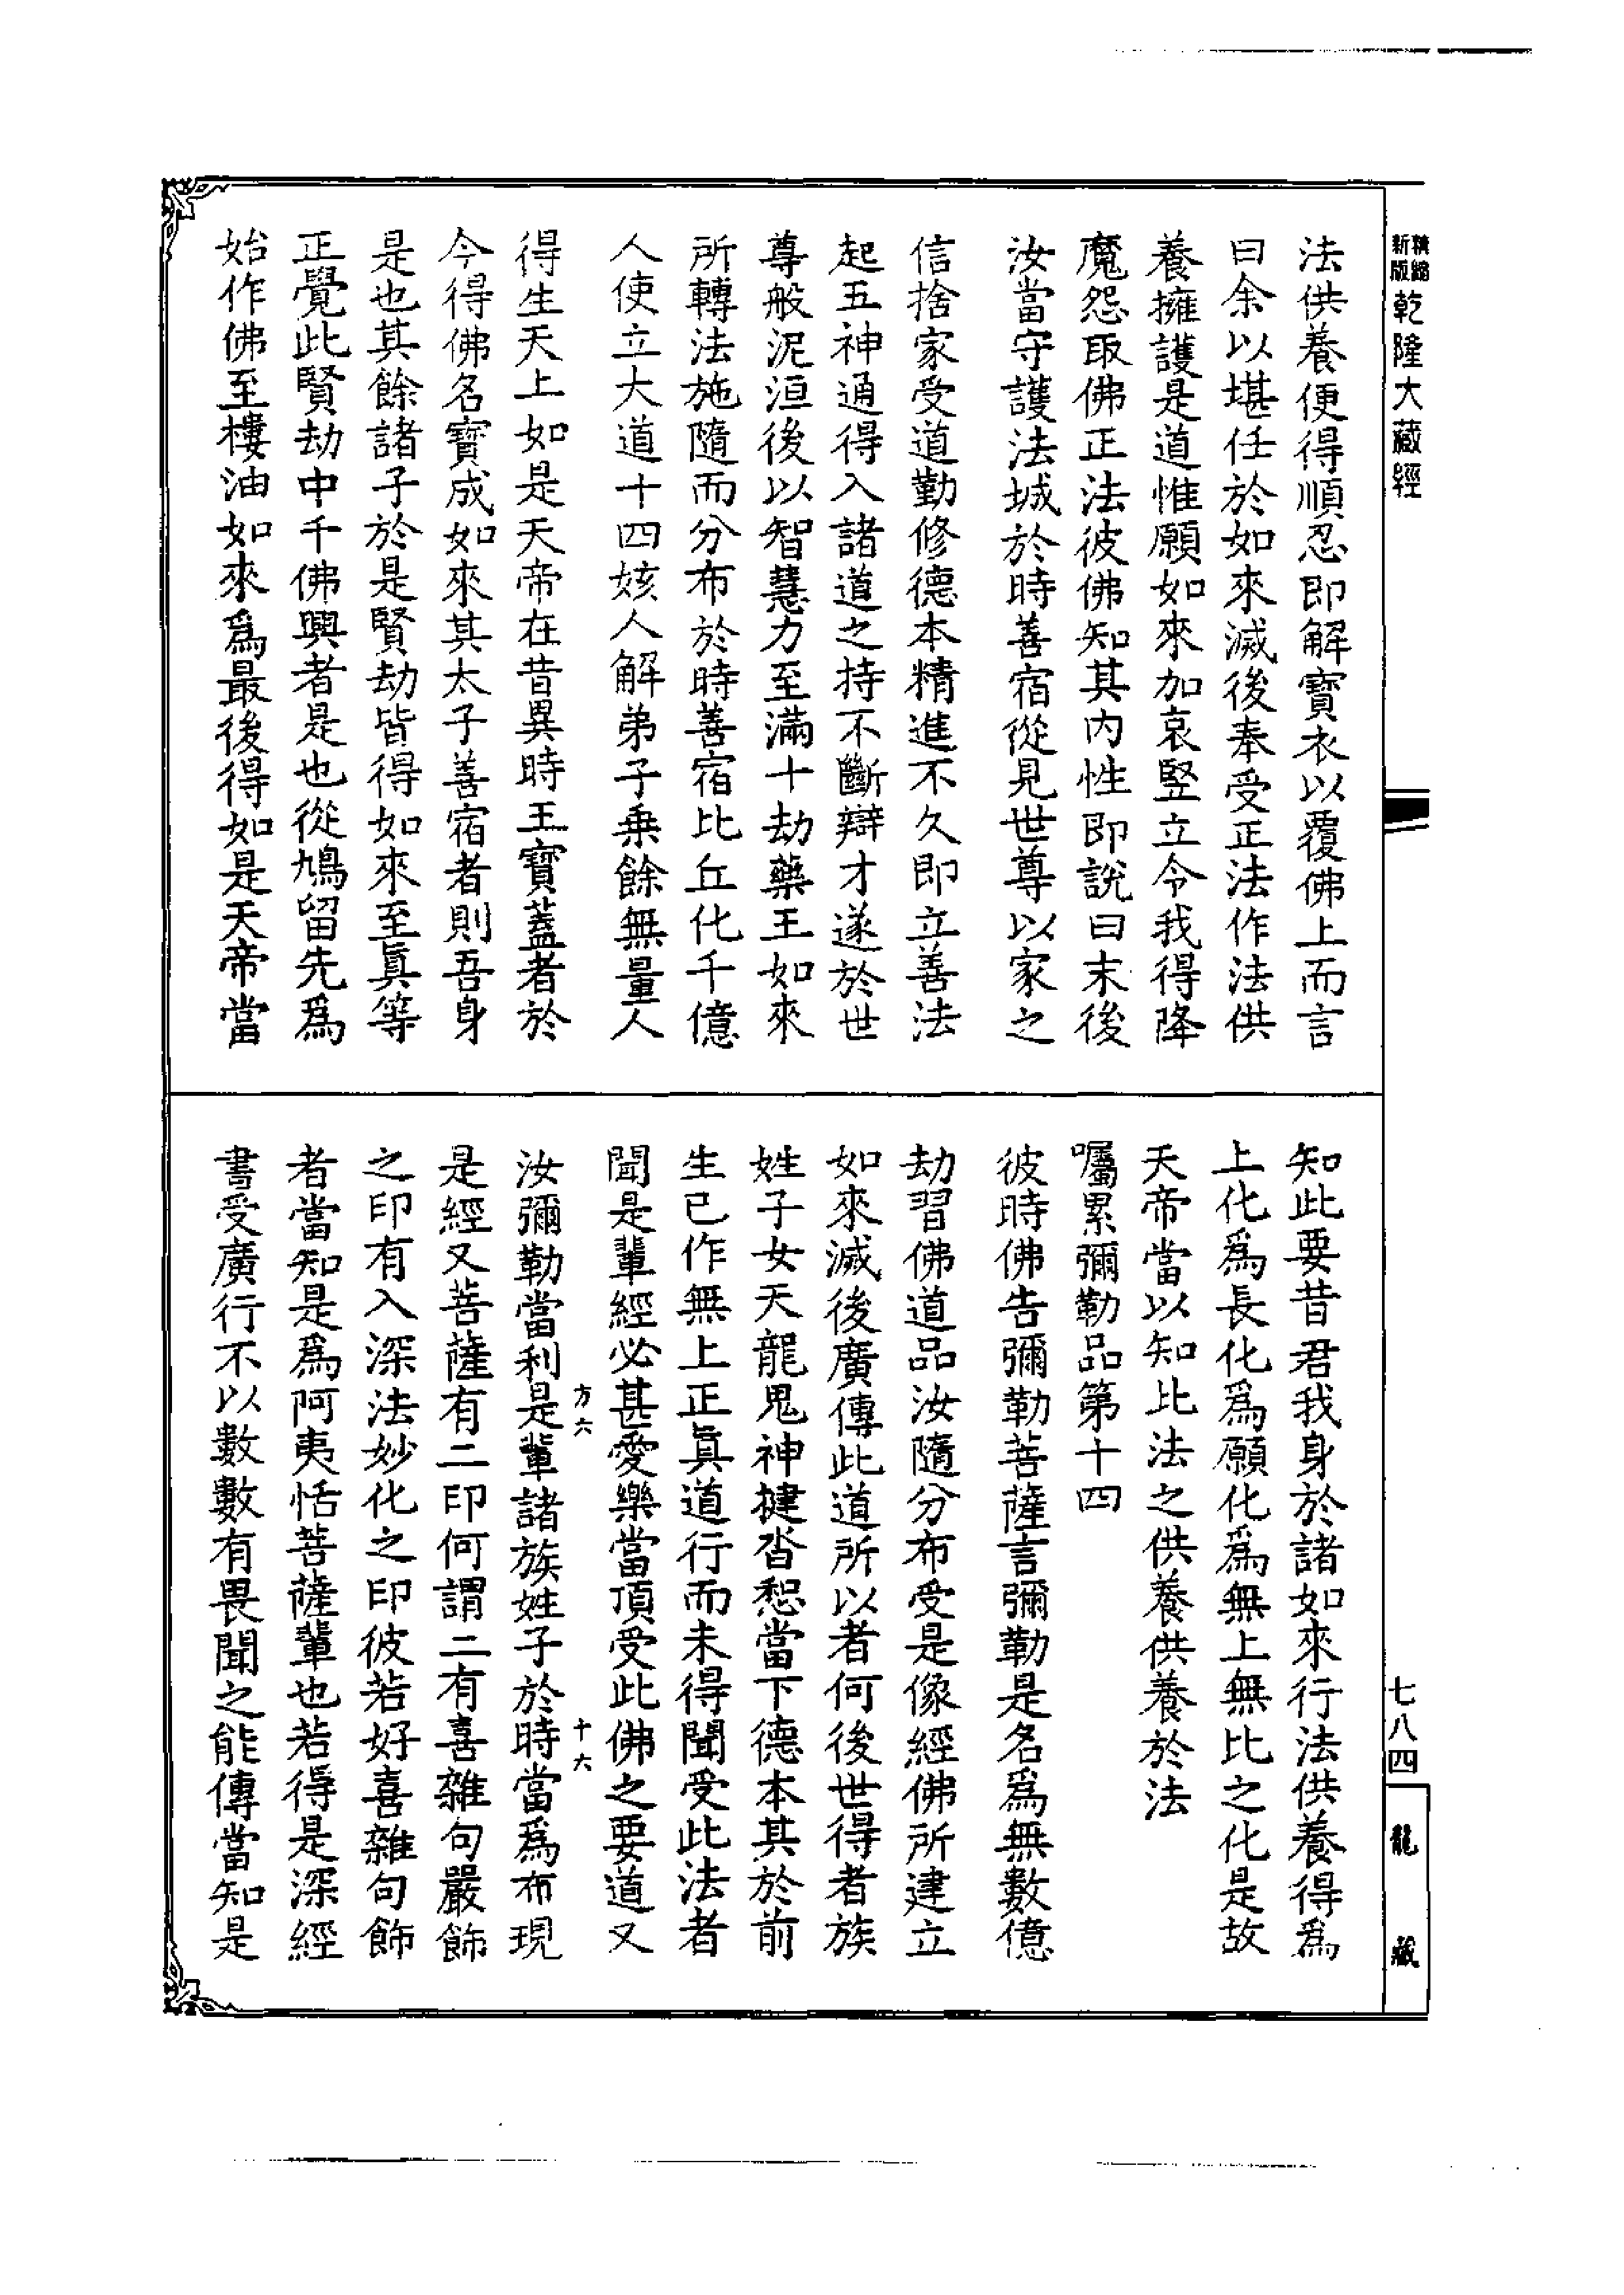 精縮新版乾隆大藏經
法供養便得順忍即解寶衣以覆佛上而言
曰余以堪任於如來滅後奉受正法作法供
養擁護是道惟願如來加哀竪立令我得降
魔怨取佛正法彼佛知其內性即說曰末後
汝當守護法城於時善宿從見世尊以家之
信捨家受道勤修德本精進不久即立善法
起五神通得入諸道之持不斷辯才遂於世
尊般泥洹後以智慧力至滿十劫藥王如來
所轉法施隨而分布於時善宿比丘化千億
人使立大道十四姟人解弟子乗餘無量人
得生天上如是天帝在昔異時王寶蓋者於
今得佛名寶成如來其太子善宿者則吾身
是也其餘諸子於是賢劫皆得如來至眞等
正覺此賢劫中千佛興者是也從鳩留先爲
始作佛至樓油如來爲最後得如是天帝當
知此要昔君我身於諸如來行法供養得爲
上化爲長化爲願化爲無上無比之化是故
天帝當以知比法之供養供養於法
囑累彌勒品第十四
彼時佛告彌勒菩薩言彌勒是名爲無數億
劫習佛道品汝隨分布受是像經佛所建立
如來滅後廣傳此道所以者何後世得者族
姓子女天龍鬼神揵沓恕當下德本其於前
生已作無上正眞道行而未得聞受此法者
聞是輩經必甚愛樂當頂受此佛之要道又
方六
十六
汝彌勒當利是輩諸族姓子於時當爲布現
是經又菩薩有二印何謂二有喜雜句嚴飾
之印有入深法妙化之印彼若好喜雜句飾
者當知是爲阿夷恬菩薩輩也若得是深經
書受廣行不以數數有畏聞之能傳當知是
七八四
龍藏